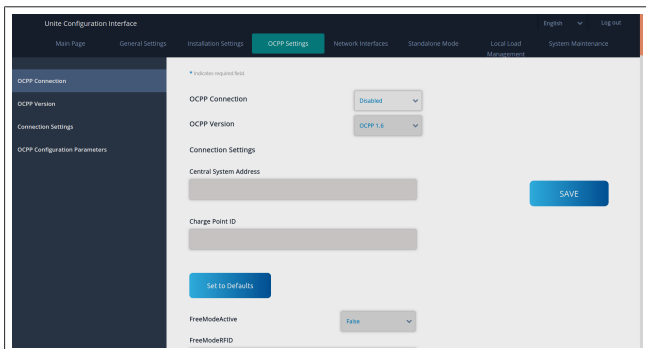 Unite Configuration Interface
English
Log out
Main Page
General Settings
Installation Settings
OCPP Settings
Network Interfaces
Standalone Mode
Local Load
Management
System Maintenance
* Indicates required field.
OCPP Connection
OCPP Version
Connection Settings
OCPP Configuration Parameters
OCPP Connection
Disabled
OCPP Version
OCPP 1.6
Connection Settings
Central System Address
SAVE
Charge Point ID
Set to Defaults
FreeModeActive
False
FreeModeRFID